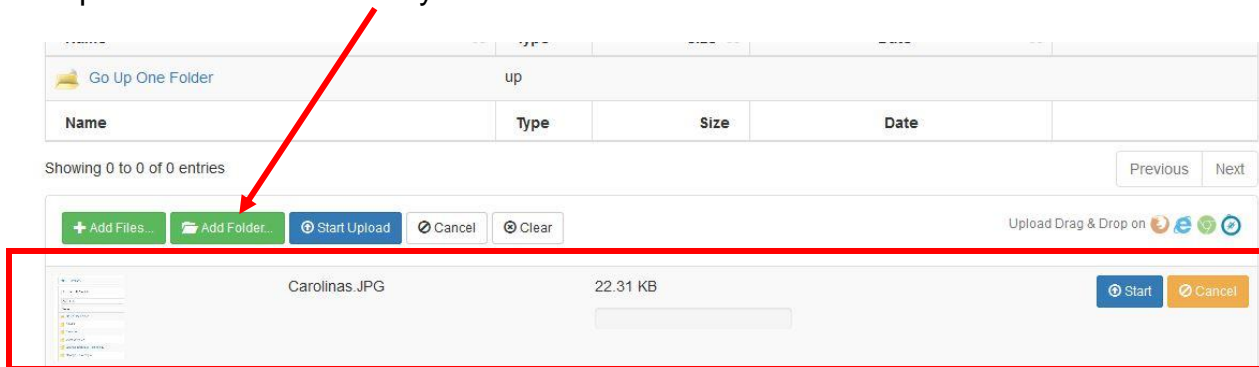 Go Up One Folder up
Name Type Size Date
Showing 0 to 0 of 0 entries
Previous Next
+ Add Files... Add Folder... Start Upload Cancel Clear
Upload Drag & Drop on
Carolinas.JPG 22.31 KB
Start Cancel